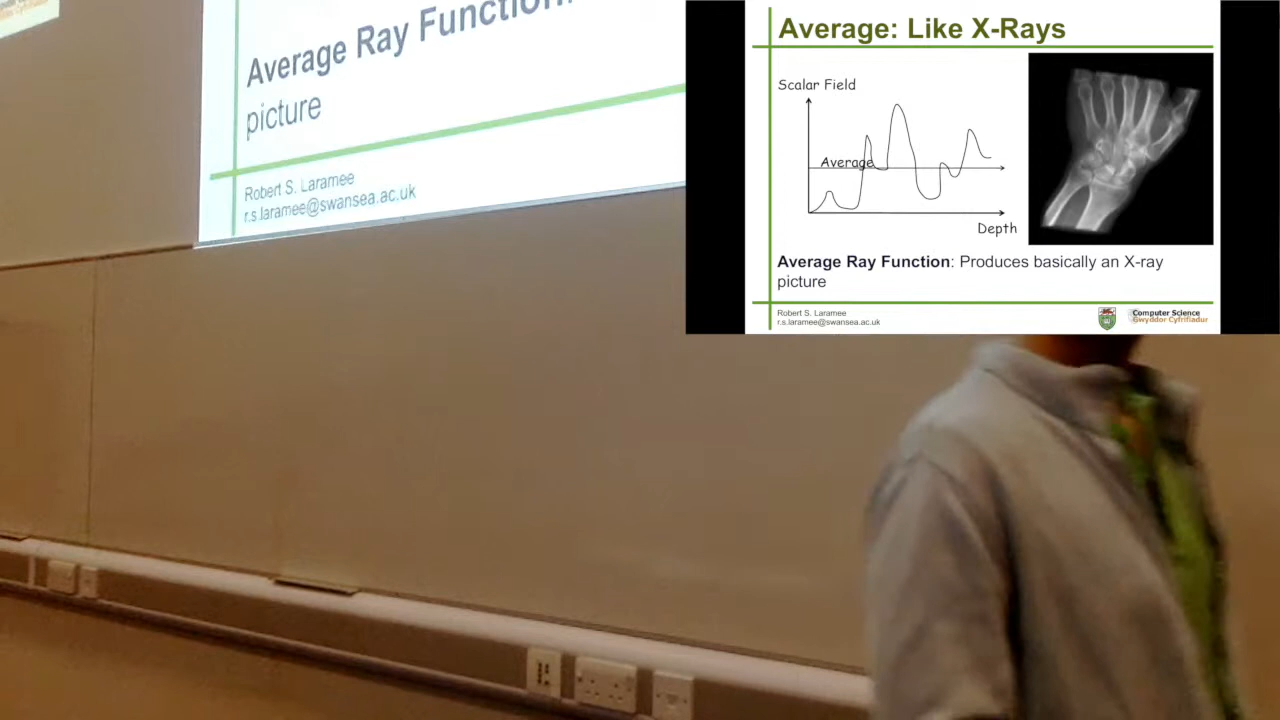 Average Ray Function:
picture
Robert S. Laramee
r.s.laramee@swansea.ac.uk
Average: Like X-Rays
Scalar Field
Average
Depth
Average Ray Function: Produces basically an X-ray
picture
Robert S. Laramee
r.s.laramee@swansea.ac.uk
Computer Science
Gwyddor Cyfrifiadur